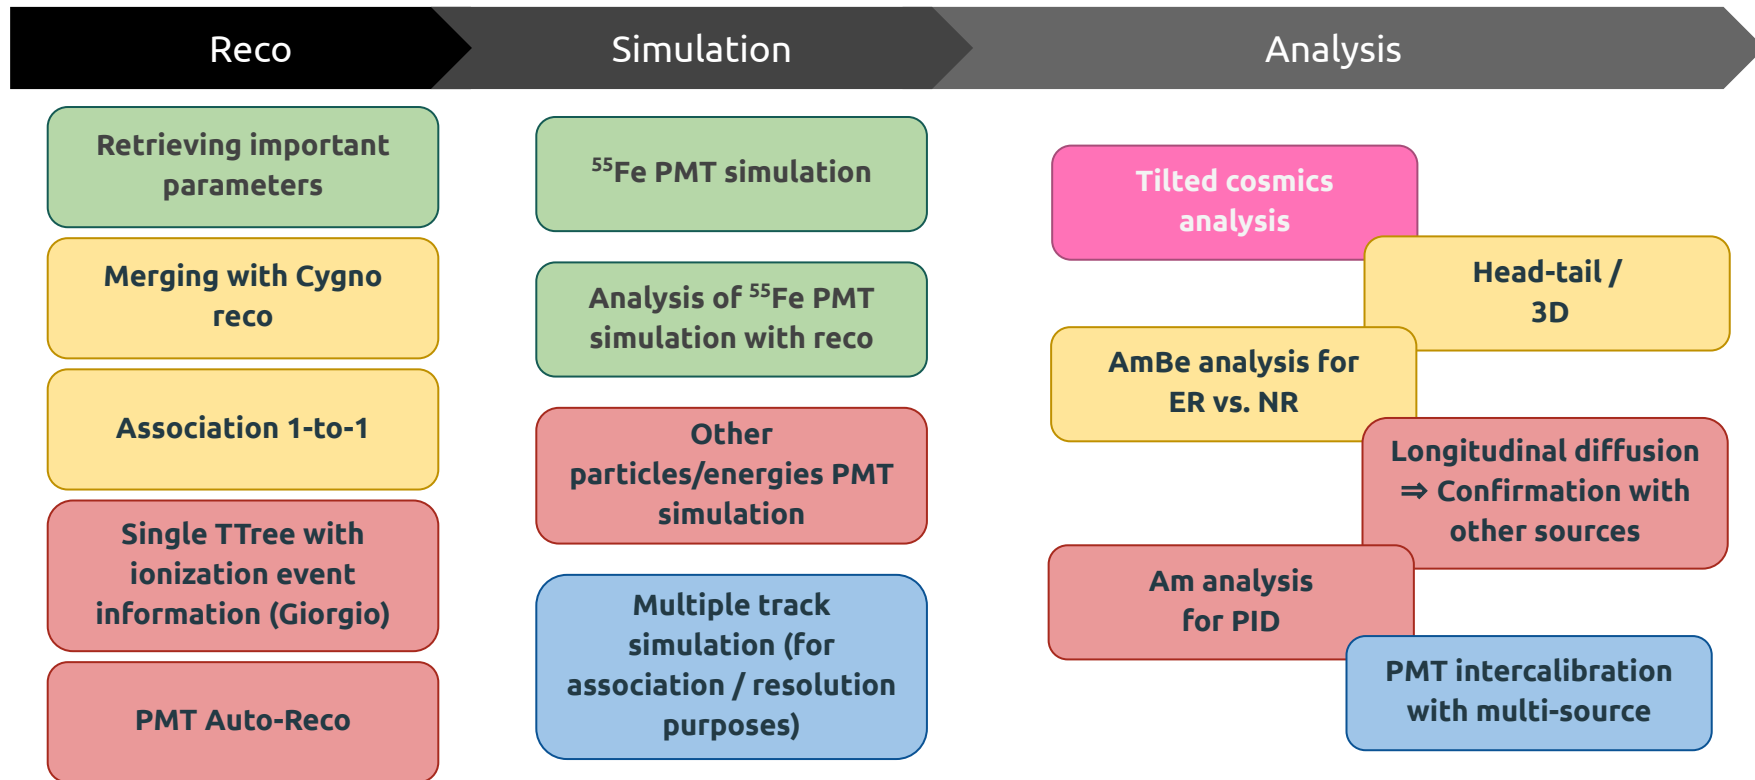 Reco
Simulation
Analysis
Retrieving important
parameters
Merging with Cygno
reco
Association 1-to-1
Single TTree with
ionization event
information (Giorgio)
PMT Auto-Reco
⁵⁵Fe PMT simulation
Analysis of ⁵⁵Fe PMT
simulation with reco
Other
particles/energies PMT
simulation
Multiple track
simulation (for
association / resolution
purposes)
Tilted cosmics
analysis
Head-tail /
3D
AmBe analysis for
ER vs. NR
Longitudinal diffusion
⇒ Confirmation with
other sources
Am analysis
for PID
PMT intercalibration
with multi-source